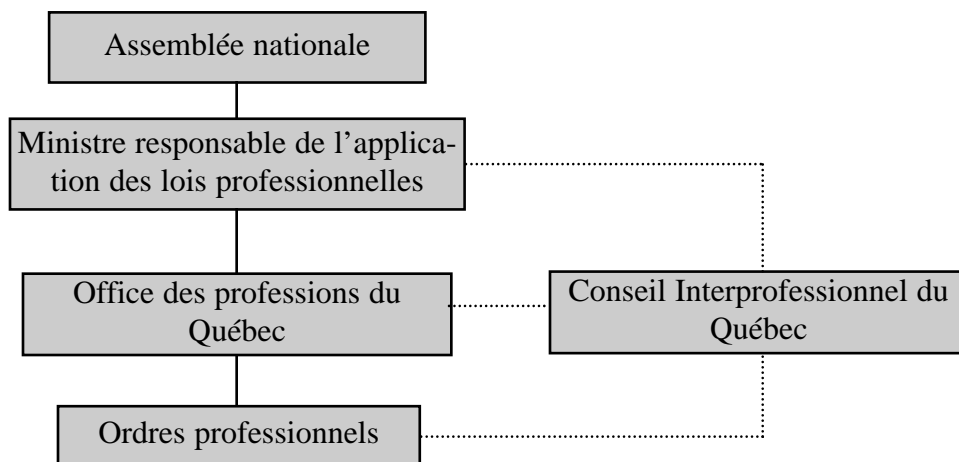 Assemblée nationale
Ministre responsable de l’applica-
tion des lois professionnelles
Office des professions du
Québec
Conseil Interprofessionnel du
Québec
Ordres professionnels